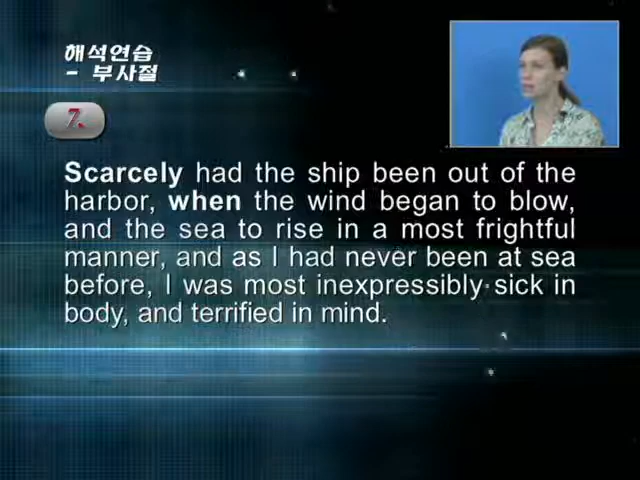 해석연습
- 부사절
7.
Scarcely had the ship been out of the
harbor, when the wind began to blow,
and the sea to rise in a most frightful
manner, and as I had never been at sea
before, I was most inexpressibly sick in
body, and terrified in mind.